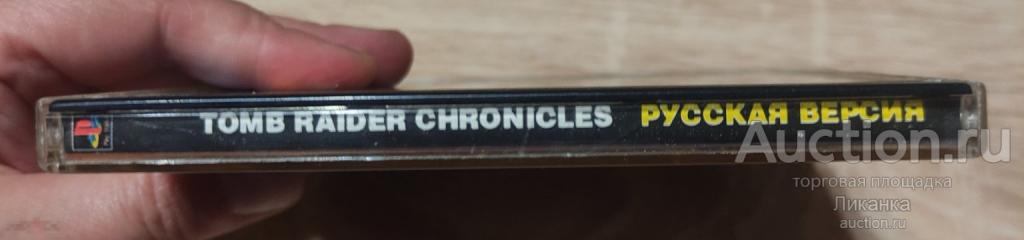 TOMB RAIDER CHRONICLES РУССКАЯ ВЕРСИЯ
Auction.ru
торговая площадка
Ликанка
auction.ru